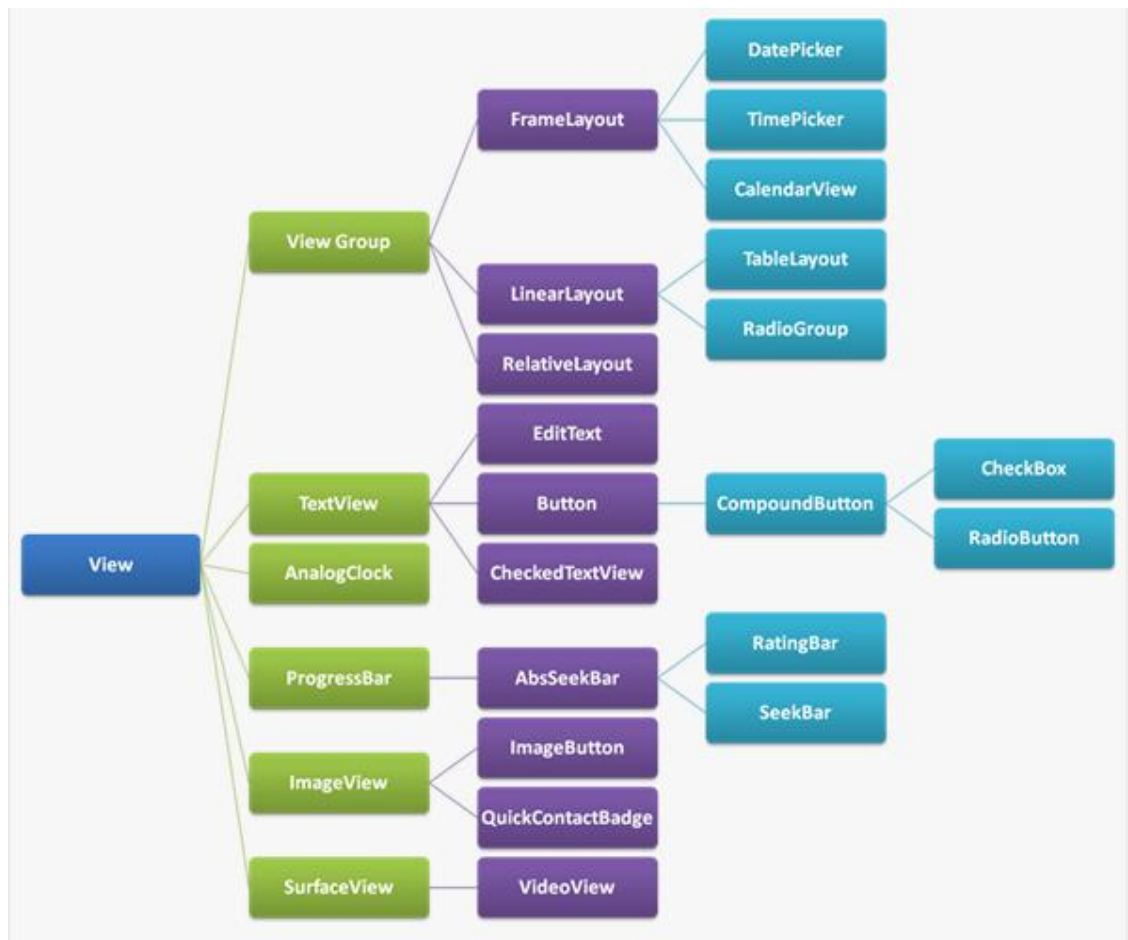 DatePicker
FrameLayout
TimePicker
CalendarView
View Group
TableLayout
LinearLayout
RadioGroup
RelativeLayout
EditText
CheckBox
TextView
Button
CompoundButton
RadioButton
View
AnalogClock
CheckedTextView
RatingBar
ProgressBar
AbsSeekBar
SeekBar
ImageButton
ImageView
QuickContactBadge
SurfaceView
VideoView